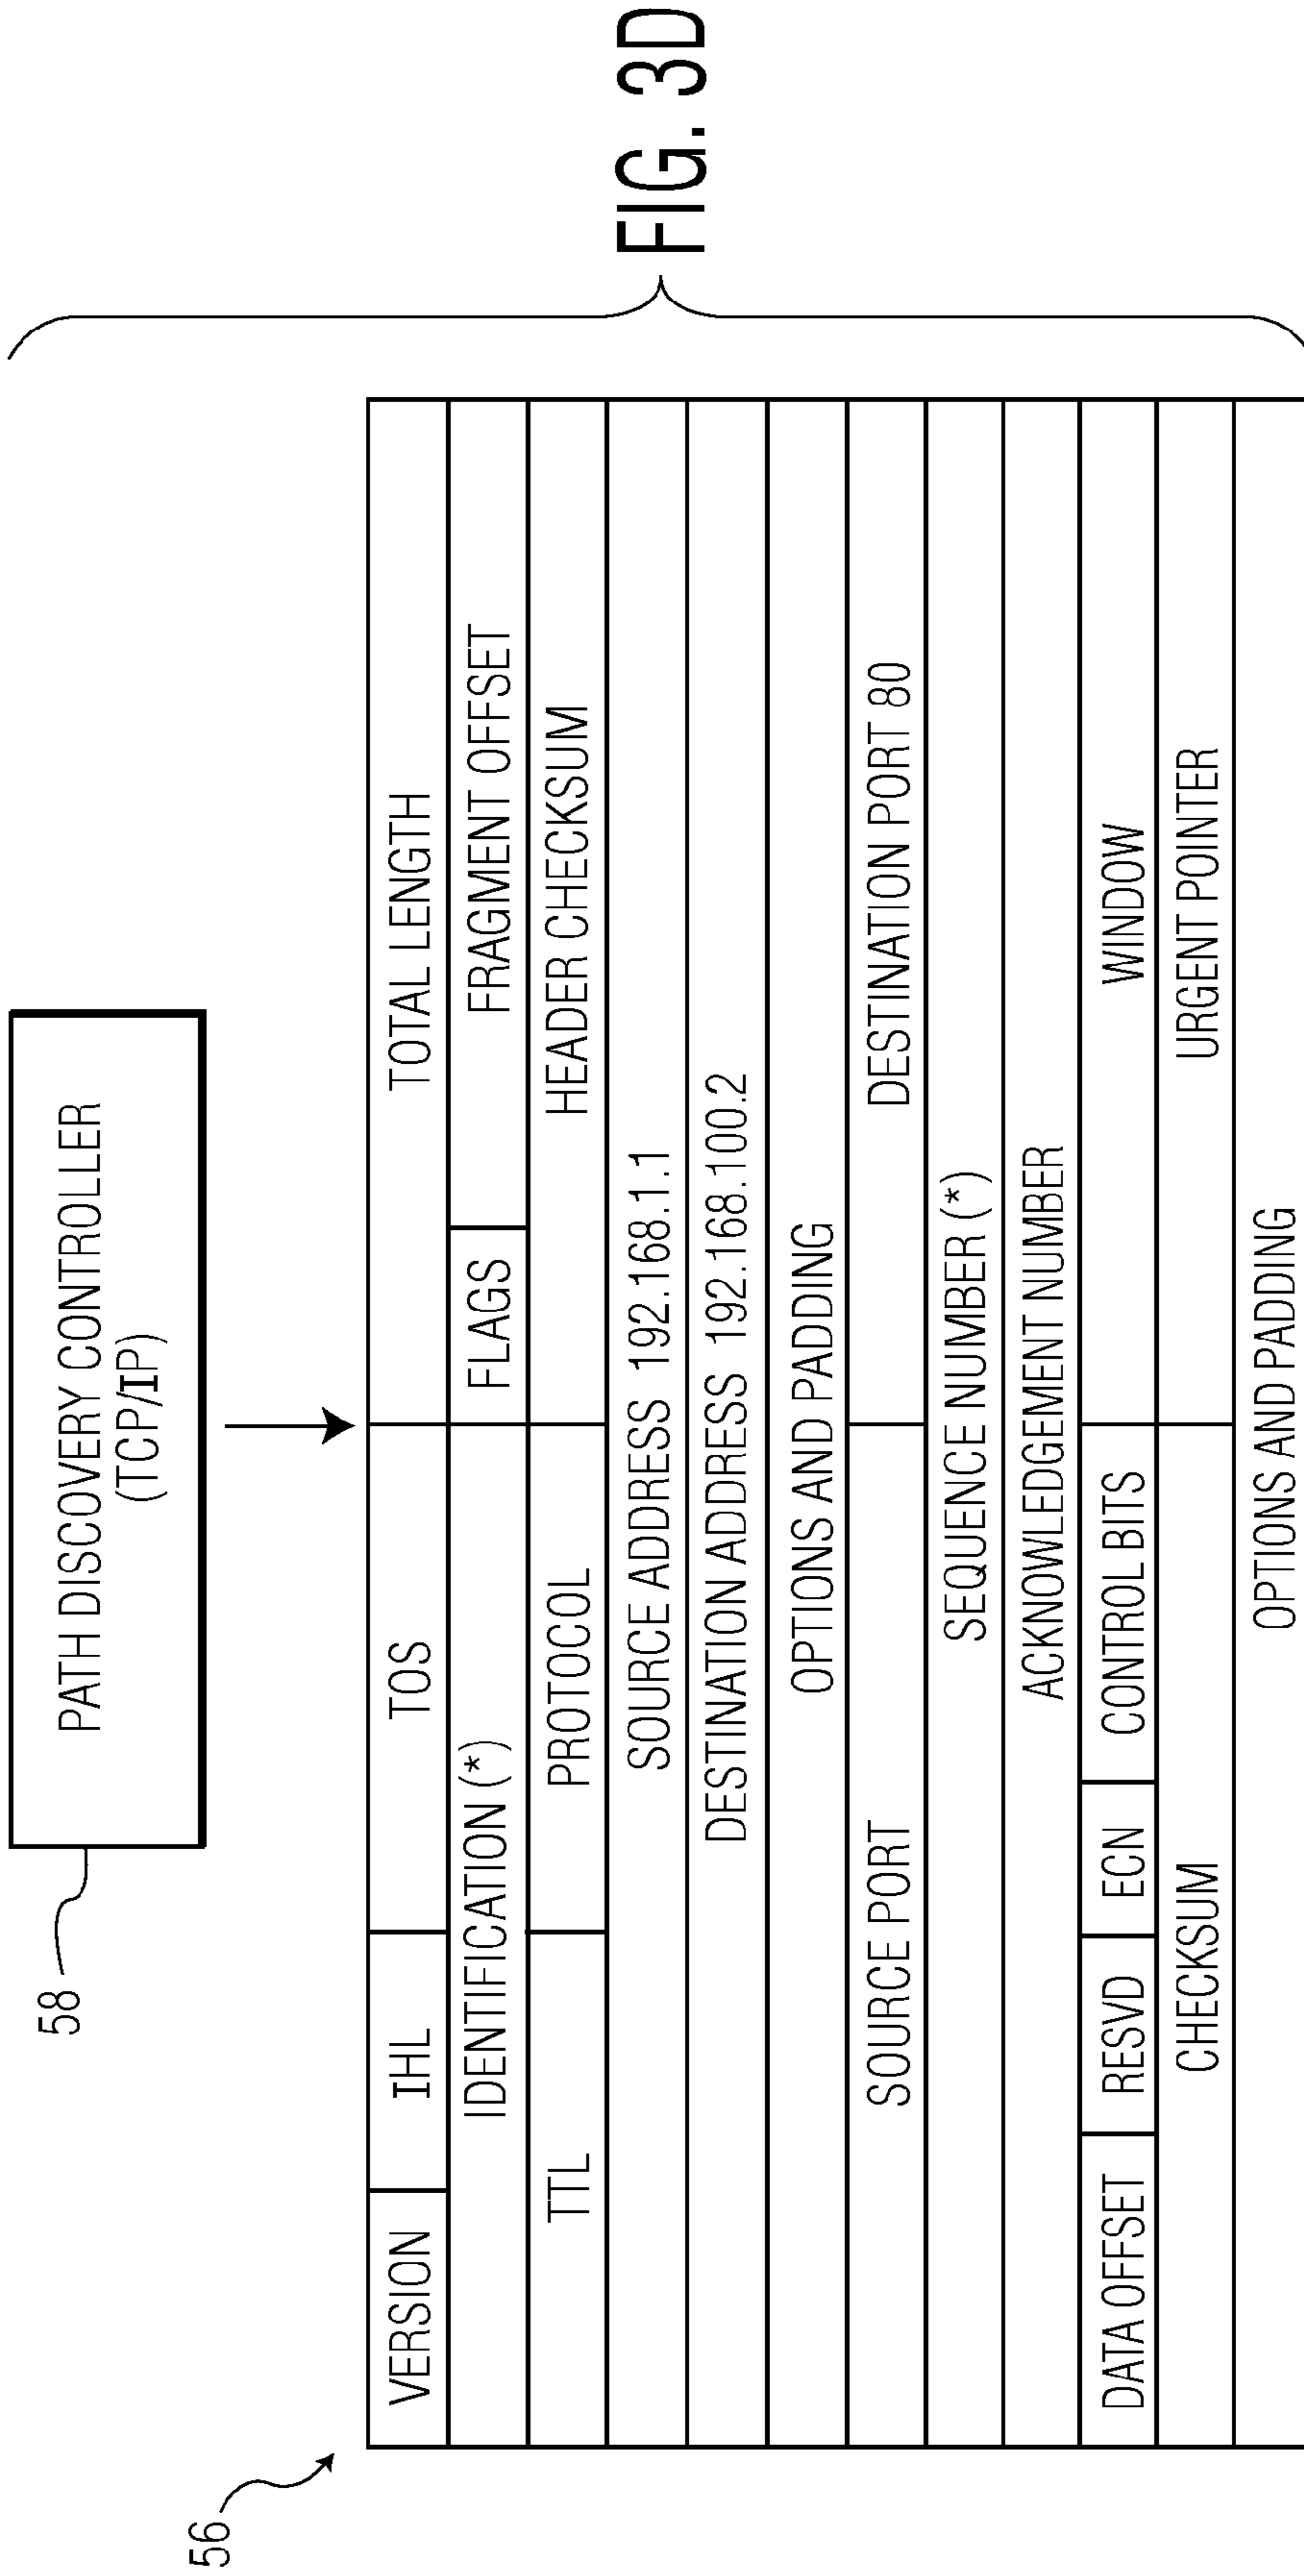 58
PATH DISCOVERY CONTROLLER
(TCP/IP)
56
VERSION IHL TOS TOTAL LENGTH
IDENTIFICATION (*) FLAGS FRAGMENT OFFSET
TTL PROTOCOL HEADER CHECKSUM
SOURCE ADDRESS 192.168.1.1
DESTINATION ADDRESS 192.168.100.2
OPTIONS AND PADDING
SOURCE PORT DESTINATION PORT 80
SEQUENCE NUMBER (*)
ACKNOWLEDGEMENT NUMBER
DATA OFFSET RESVD ECN CONTROL BITS WINDOW
CHECKSUM URGENT POINTER
OPTIONS AND PADDING
FIG. 3D